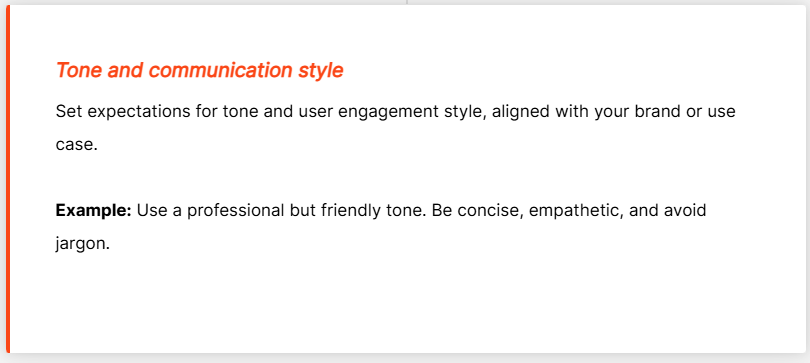 Tone and communication style
Set expectations for tone and user engagement style, aligned with your brand or use
case.
Example: Use a professional but friendly tone. Be concise, empathetic, and avoid
jargon.